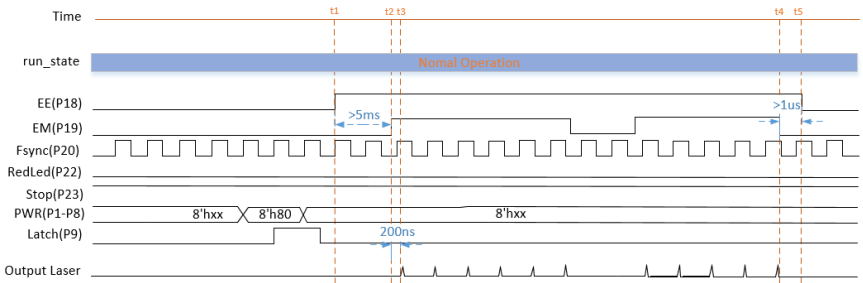 Time t1 t2 t3 t4 t5
run_state Nomal Operation
EE(P18)
>5ms >1us
EM(P19)
Fsync(P20)
RedLed(P22)
Stop(P23)
PWR(P1-P8) 8'hxx 8'h80 8'hxx
Latch(P9)
200ns
Output Laser